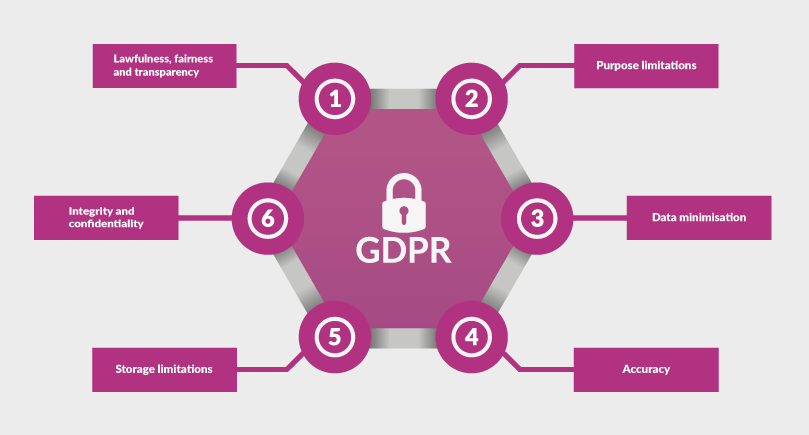 Lawfulness, fairness
and transparency
1
2
Purpose limitations
Integrity and
confidentiality
6
GDPR
3
Data minimisation
Storage limitations
5
4
Accuracy